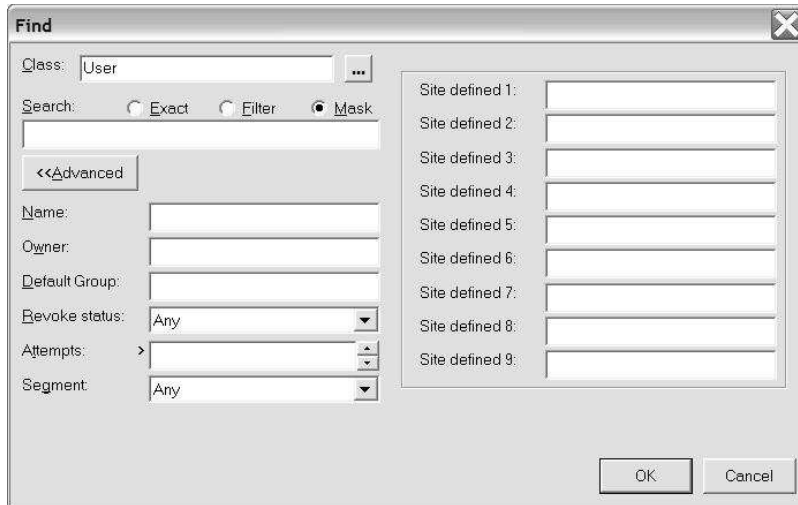 Find
Class: User ...
Search: Exact Filter Mask
<<Advanced
Name:
Owner:
Default Group:
Revoke status: Any
Attempts: >
Segment: Any
Site defined 1:
Site defined 2:
Site defined 3:
Site defined 4:
Site defined 5:
Site defined 6:
Site defined 7:
Site defined 8:
Site defined 9:
OK Cancel